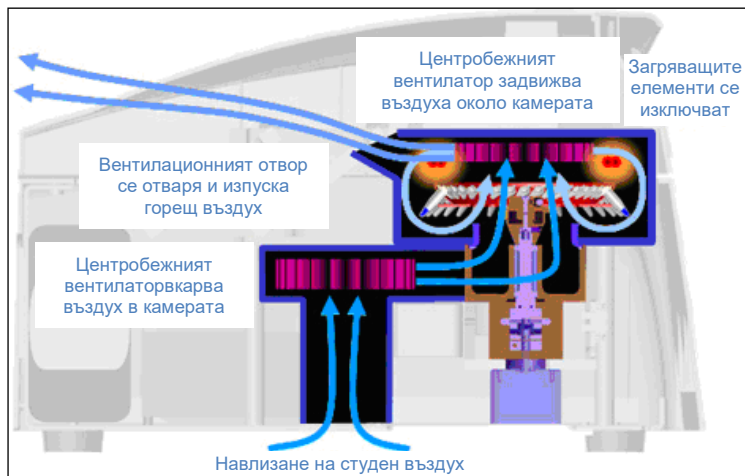 Центробежният
вентилатор задвижва
въздуха около камерата
Загряващите
елементи се
изключват
Вентилационният отвор
се отваря и изпуска
горещ въздух
Центробежният
вентилаторвкарва
въздух в камерата
Навлизане на студен въздух